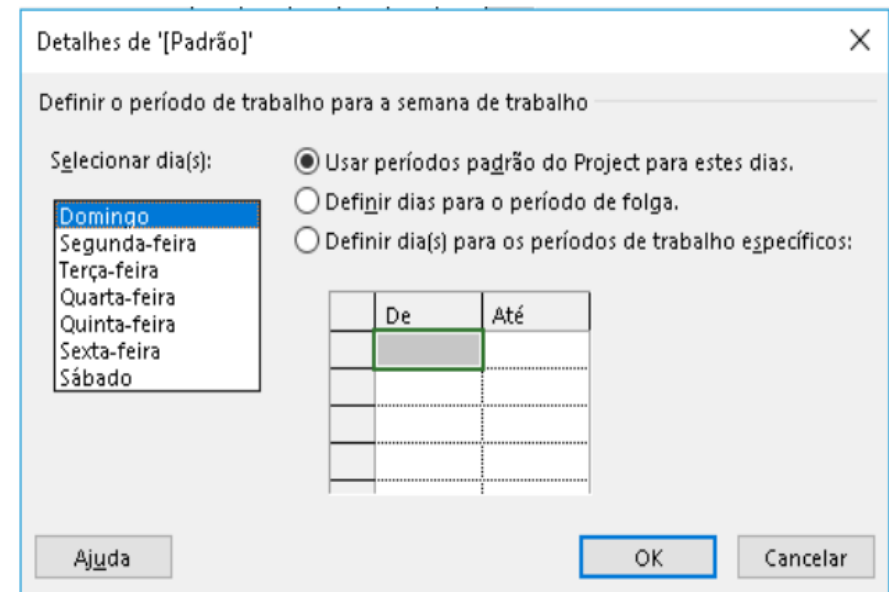 Detalhes de '[Padrão]'
Definir o período de trabalho para a semana de trabalho
Selecionar dia(s):
Domingo
Segunda-feira
Terça-feira
Quarta-feira
Quinta-feira
Sexta-feira
Sábado
Usar períodos padrão do Project para estes dias.
Definir dias para o período de folga.
Definir dia(s) para os períodos de trabalho específicos:
De Até
Ajuda OK Cancelar